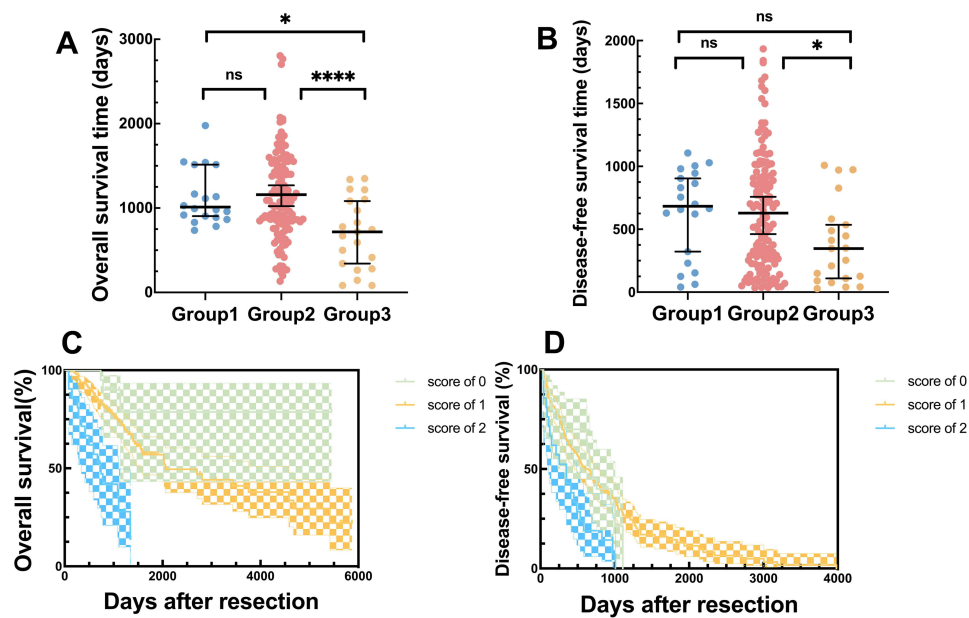 A
Overall survival time (days)
3000
2000
1000
0
*
ns
****
Group1 Group2 Group3
B
Disease-free survival time (days)
2000
1500
1000
500
0
ns
ns
*
Group1 Group2 Group3
C
Overall survival(%)
100
50
0
0 2000 4000 6000
Days after resection
score of 0
score of 1
score of 2
D
Disease-free survival (%)
100
50
0
0 1000 2000 3000 4000
Days after resection
score of 0
score of 1
score of 2